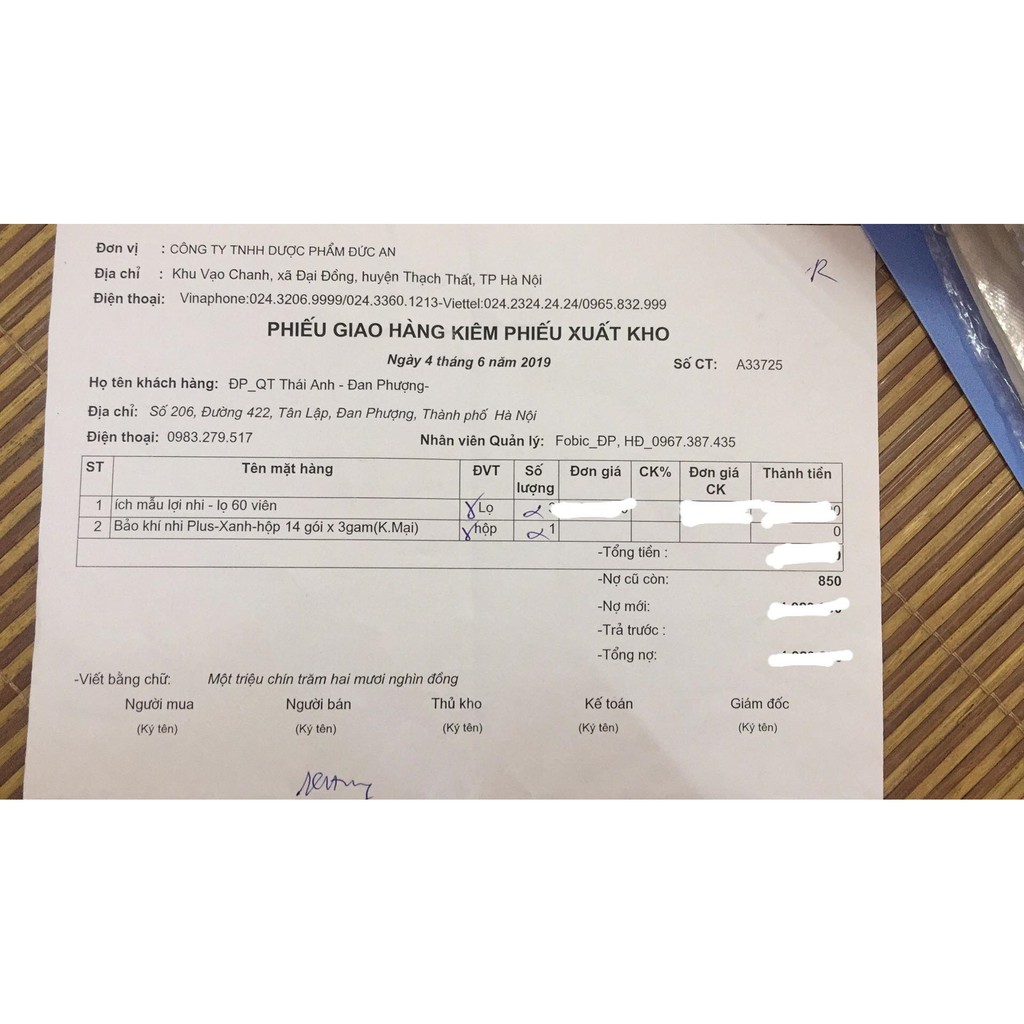 Đơn vị : CÔNG TY TNHH DƯỢC PHẨM ĐỨC AN
Địa chỉ : Khu Vạo Chanh, xã Đại Đồng, huyện Thạch Thất, TP Hà Nội
Điện thoại: Vinaphone:024.3206.9999/024.3360.1213-Viettel:024.2324.24.24/0965.832.999
PHIẾU GIAO HÀNG KIÊM PHIẾU XUẤT KHO
Ngày 4 tháng 6 năm 2019 Số CT: A33725
Họ tên khách hàng: ĐP_QT Thái Anh - Đan Phượng-
Địa chỉ: Số 206, Đường 422, Tân Lập, Đan Phượng, Thành phố Hà Nội
Điện thoại: 0983.279.517 Nhân viên Quản lý: Fobic_ĐP, HĐ_0967.387.435
ST Tên mặt hàng ĐVT Số lượng Đơn giá CK% Đơn giá CK Thành tiền
1 ích mẫu lợi nhi - lọ 60 viên Lọ
2 Bảo khí nhi Plus-Xanh-hộp 14 gói x 3gam(K.Mại) hộp 1 0
-Tổng tiền :
-Nợ cũ còn: 850
-Nợ mới:
-Trả trước :
-Tổng nợ:
-Viết bằng chữ: Một triệu chín trăm hai mươi nghìn đồng
Người mua Người bán Thủ kho Kế toán Giám đốc
(Ký tên) (Ký tên) (Ký tên) (Ký tên) (Ký tên)